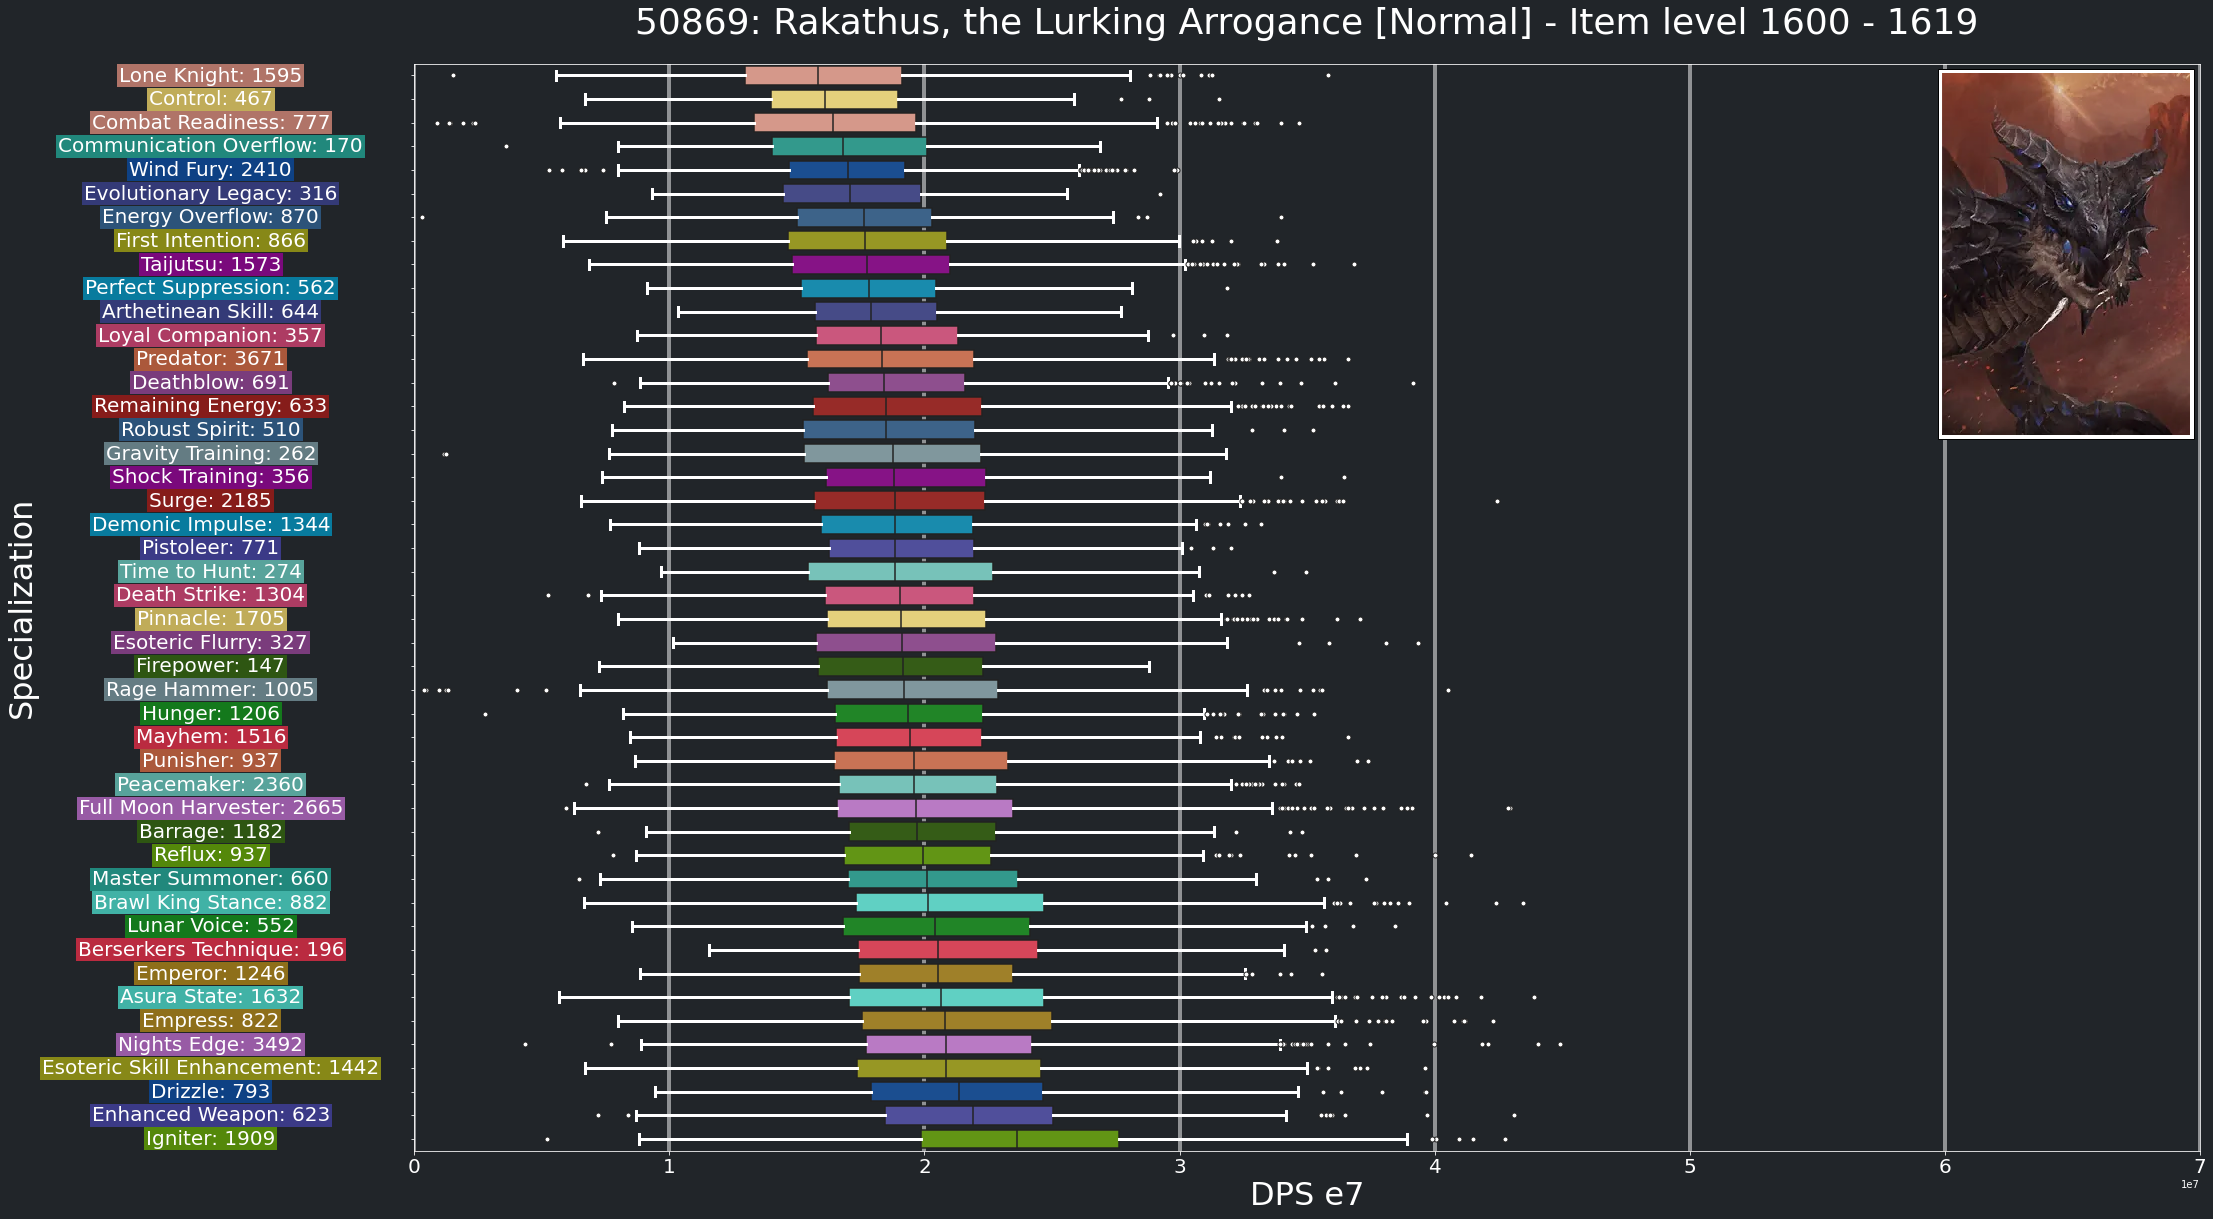 50869: Rakathus, the Lurking Arrogance [Normal] - Item level 1600 - 1619
Specialization
Lone Knight: 1595
Control: 467
Combat Readiness: 777
Communication Overflow: 170
Wind Fury: 2410
Evolutionary Legacy: 316
Energy Overflow: 870
First Intention: 866
Taijutsu: 1573
Perfect Suppression: 562
Arthetinean Skill: 644
Loyal Companion: 357
Predator: 3671
Deathblow: 691
Remaining Energy: 633
Robust Spirit: 510
Gravity Training: 262
Shock Training: 356
Surge: 2185
Demonic Impulse: 1344
Pistoleer: 771
Time to Hunt: 274
Death Strike: 1304
Pinnacle: 1705
Esoteric Flurry: 327
Firepower: 147
Rage Hammer: 1005
Hunger: 1206
Mayhem: 1516
Punisher: 937
Peacemaker: 2360
Full Moon Harvester: 2665
Barrage: 1182
Reflux: 937
Master Summoner: 660
Brawl King Stance: 882
Lunar Voice: 552
Berserkers Technique: 196
Emperor: 1246
Asura State: 1632
Empress: 822
Nights Edge: 3492
Esoteric Skill Enhancement: 1442
Drizzle: 793
Enhanced Weapon: 623
Igniter: 1909
0 1 2 3 4 5 6 7
1e7
DPS e7